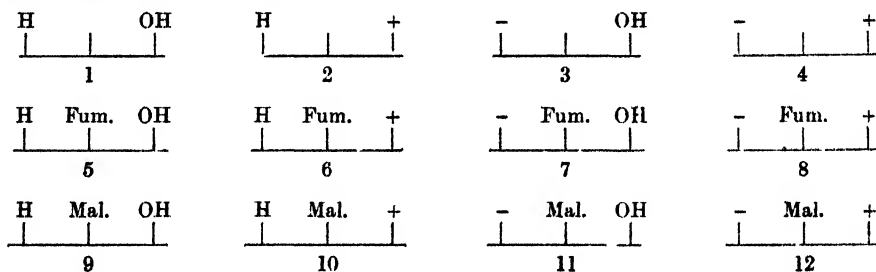 H OH H + − OH − +
1 2 3 4
H Fum. OH H Fum. + − Fum. OH − Fum. +
5 6 7 8
H Mal. OH H Mal. + − Mal. OH − Mal. +
9 10 11 12